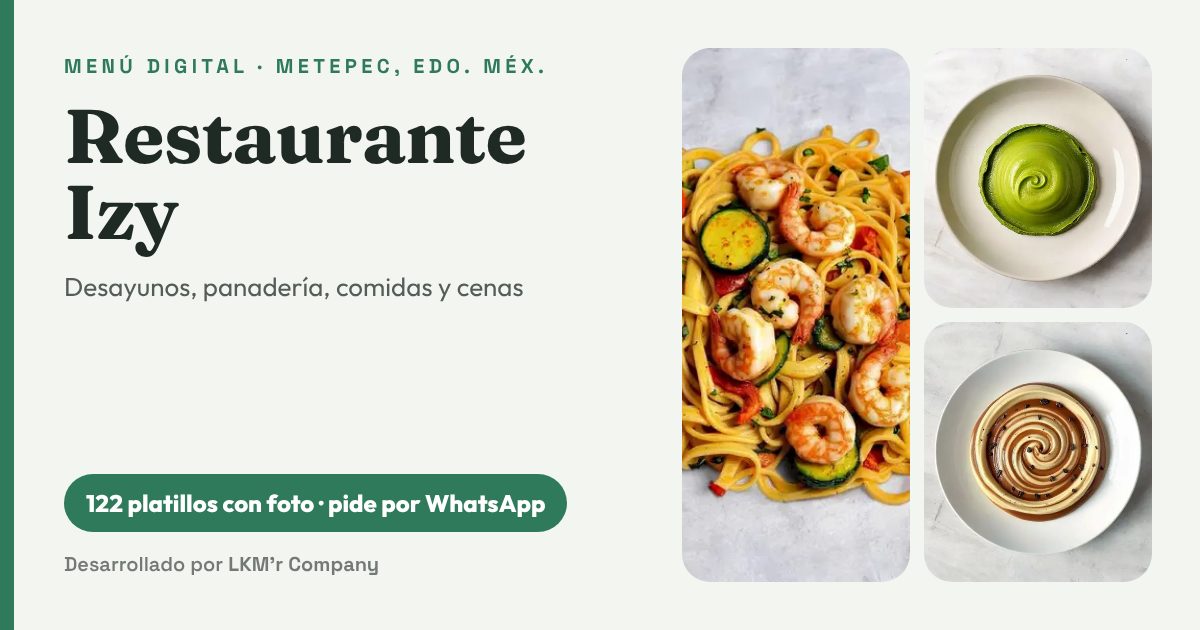 MENÚ DIGITAL · METEPEC, EDO. MÉX.
Restaurante
Izy
Desayunos, panadería, comidas y cenas
122 platillos con foto · pide por WhatsApp
Desarrollado por LKM’r Company